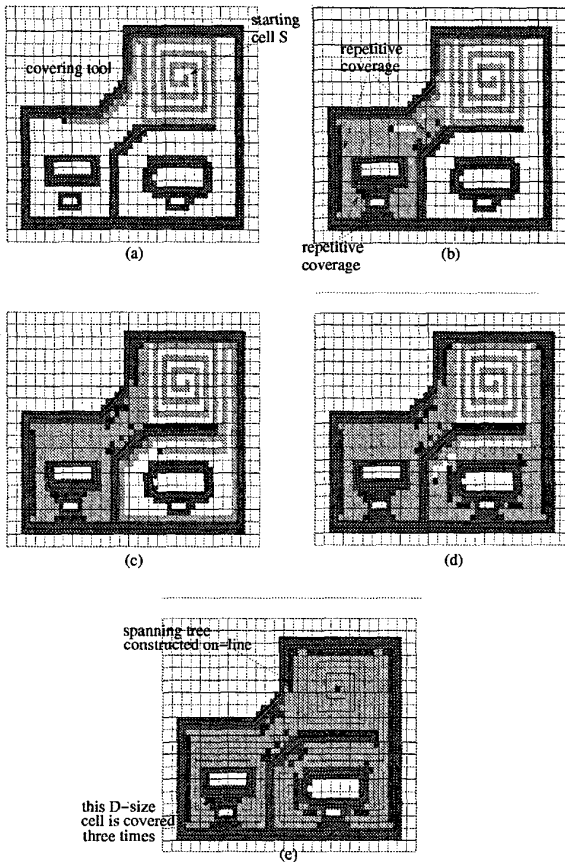 starting
cell S
covering tool
(a)
repetitive
coverage
repetitive
coverage
(b)
(c)
(d)
spanning tree
constructed on-line
this D-size
cell is covered
three times
(e)